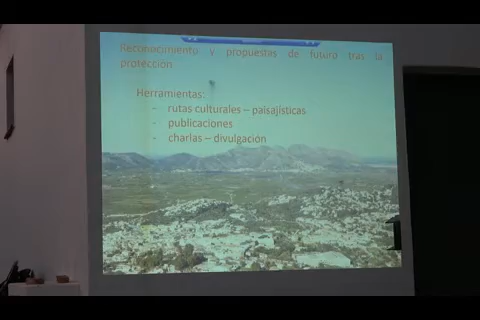 Reconocimiento y propuestas de futuro tras la
protección
Herramientas:
- rutas culturales – paisajísticas
- publicaciones
- charlas – divulgación